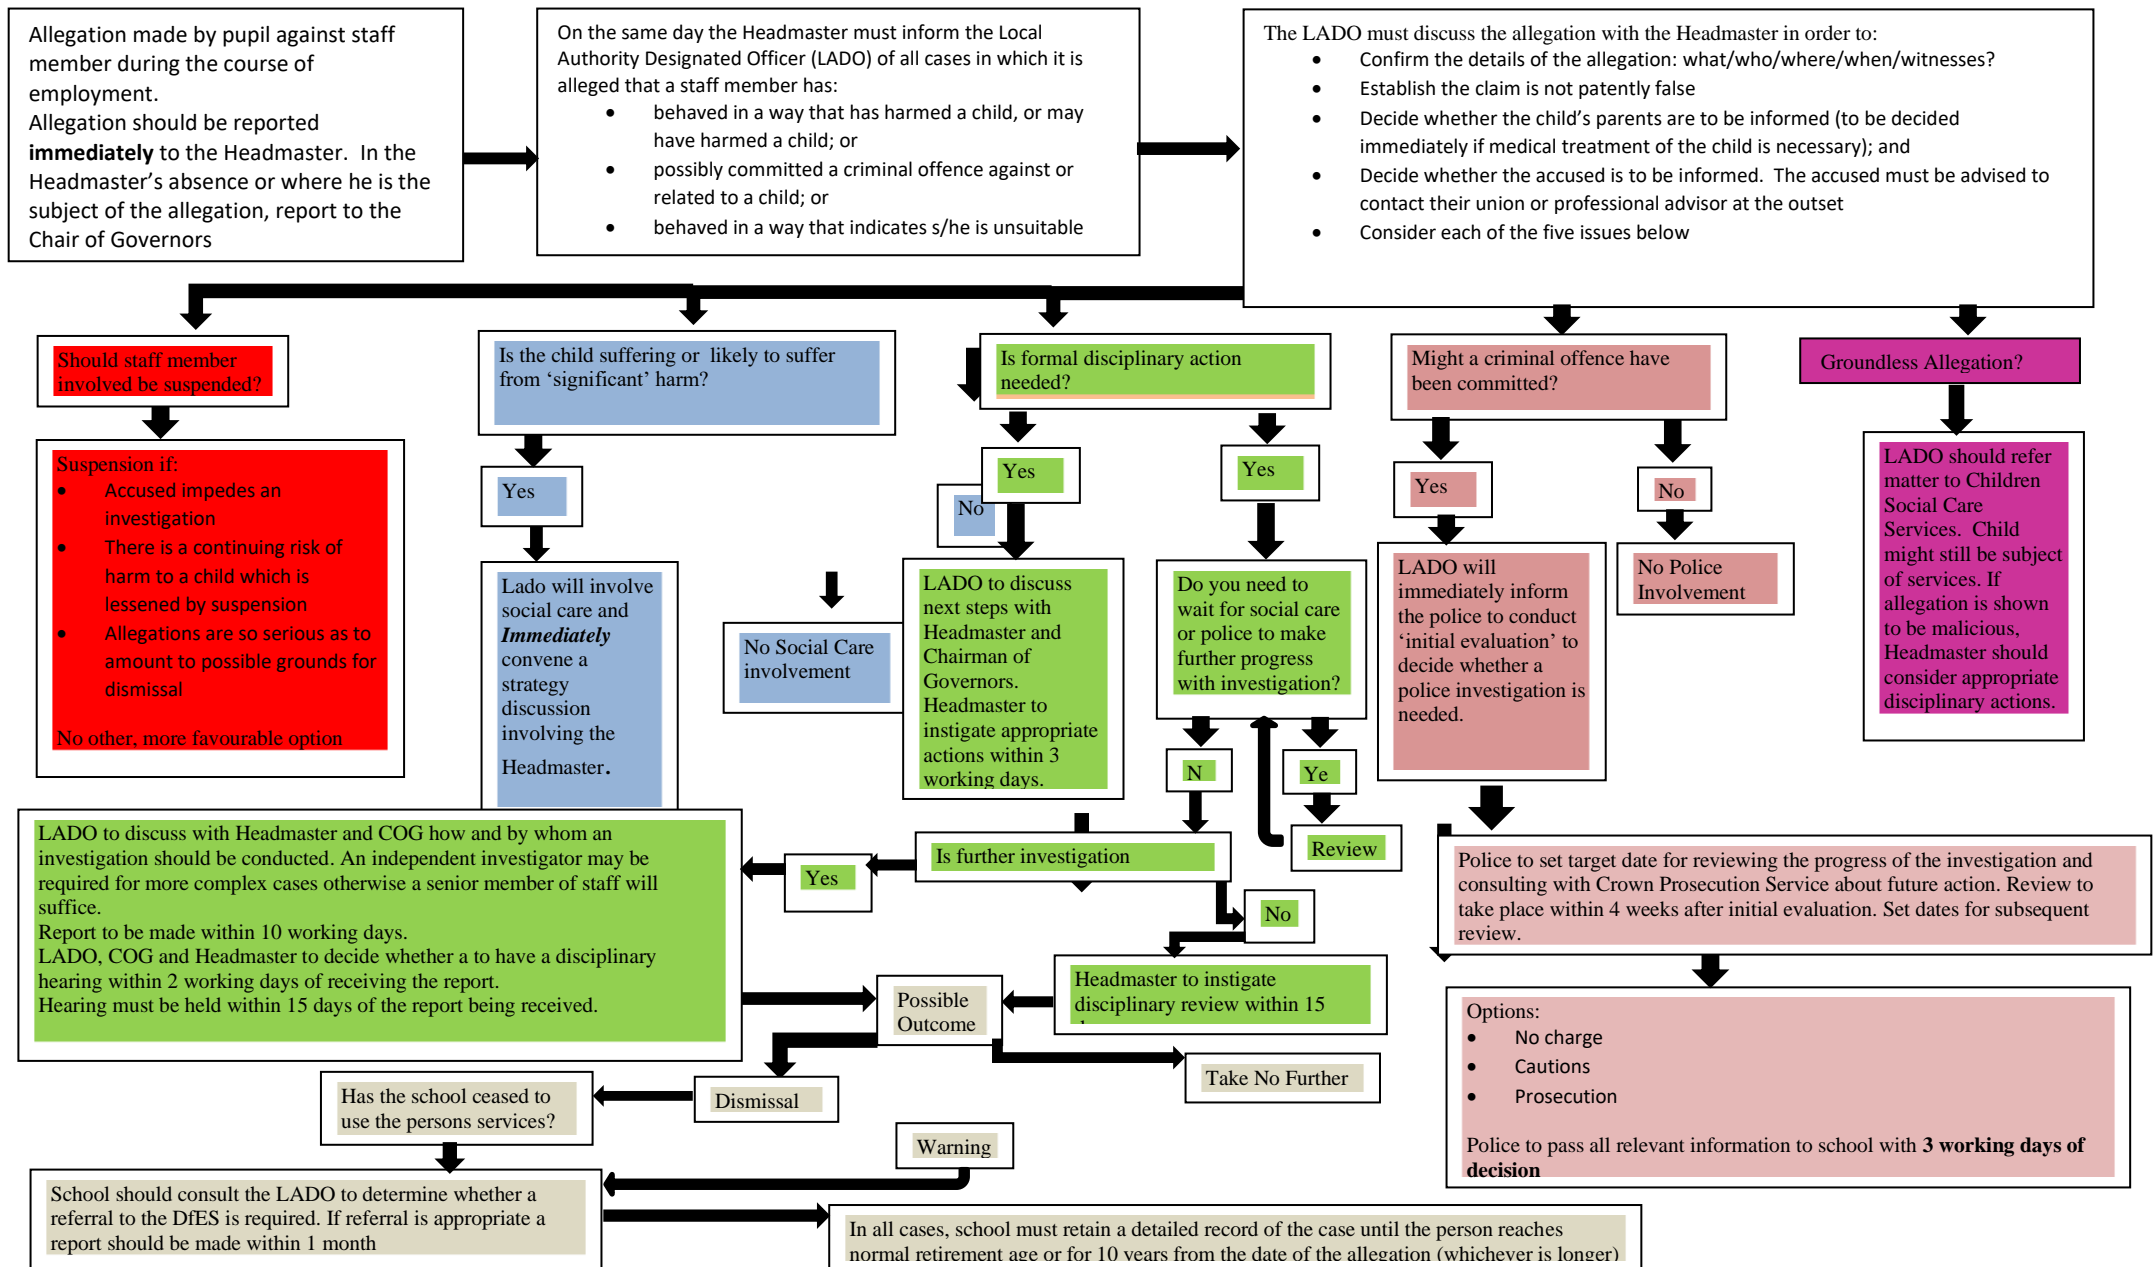 Allegation made by pupil against staff
member during the course of
employment.
Allegation should be reported
immediately to the Headmaster. In the
Headmaster's absence or where he is the
subject of the allegation, report to the
Chair of Governors
On the same day the Headmaster must inform the Local
Authority Designated Officer (LADO) of all cases in which it is
alleged that a staff member has:
• behaved in a way that has harmed a child, or may
have harmed a child; or
• possibly committed a criminal offence against or
related to a child; or
• behaved in a way that indicates s/he is unsuitable
The LADO must discuss the allegation with the Headmaster in order to:
• Confirm the details of the allegation: what/who/where/when/witnesses?
• Establish the claim is not patently false
• Decide whether the child's parents are to be informed (to be decided
immediately if medical treatment of the child is necessary); and
• Decide whether the accused is to be informed. The accused must be advised to
contact their union or professional advisor at the outset
• Consider each of the five issues below
Should staff member
involved be suspended?
Is the child suffering or likely to suffer
from 'significant' harm?
Is formal disciplinary action
needed?
Might a criminal offence have
been committed?
Groundless Allegation?
Suspension if:
• Accused impedes an
investigation
• There is a continuing risk of
harm to a child which is
lessened by suspension
• Allegations are so serious as to
amount to possible grounds for
dismissal
No other, more favourable option
Yes
No
Yes
Yes
Yes
No
Lado will involve
social care and
Immediately
convene a
strategy
discussion
involving the
Headmaster.
No Social Care
involvement
LADO to discuss
next steps with
Headmaster and
Chairman of
Governors.
Headmaster to
instigate appropriate
actions within 3
working days.
Do you need to
wait for social care
or police to make
further progress
with investigation?
LADO will
immediately inform
the police to conduct
'initial evaluation' to
decide whether a
police investigation is
needed.
No Police
Involvement
LADO should refer
matter to Children
Social Care
Services. Child
might still be subject
of services. If
allegation is shown
to be malicious,
Headmaster should
consider appropriate
disciplinary actions.
N
Ye
Review
LADO to discuss with Headmaster and COG how and by whom an
investigation should be conducted. An independent investigator may be
required for more complex cases otherwise a senior member of staff will
suffice.
Report to be made within 10 working days.
LADO, COG and Headmaster to decide whether a to have a disciplinary
hearing within 2 working days of receiving the report.
Hearing must be held within 15 days of the report being received.
Yes
Is further investigation
No
Headmaster to instigate
disciplinary review within 15
Police to set target date for reviewing the progress of the investigation and
consulting with Crown Prosecution Service about future action. Review to
take place within 4 weeks after initial evaluation. Set dates for subsequent
review.
Possible
Outcome
Options:
• No charge
• Cautions
• Prosecution
Police to pass all relevant information to school with 3 working days of
decision
Take No Further
Dismissal
Has the school ceased to
use the persons services?
Warning
School should consult the LADO to determine whether a
referral to the DfES is required. If referral is appropriate a
report should be made within 1 month
In all cases, school must retain a detailed record of the case until the person reaches
normal retirement age or for 10 years from the date of the allegation (whichever is longer)